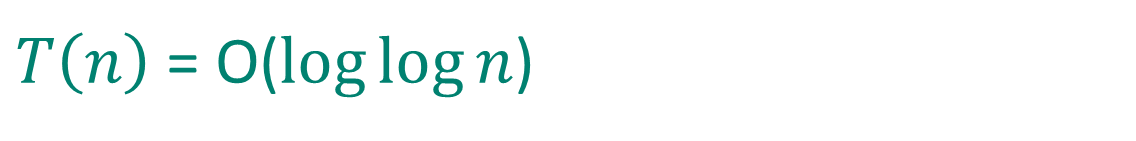 T(n) = O(log log n)